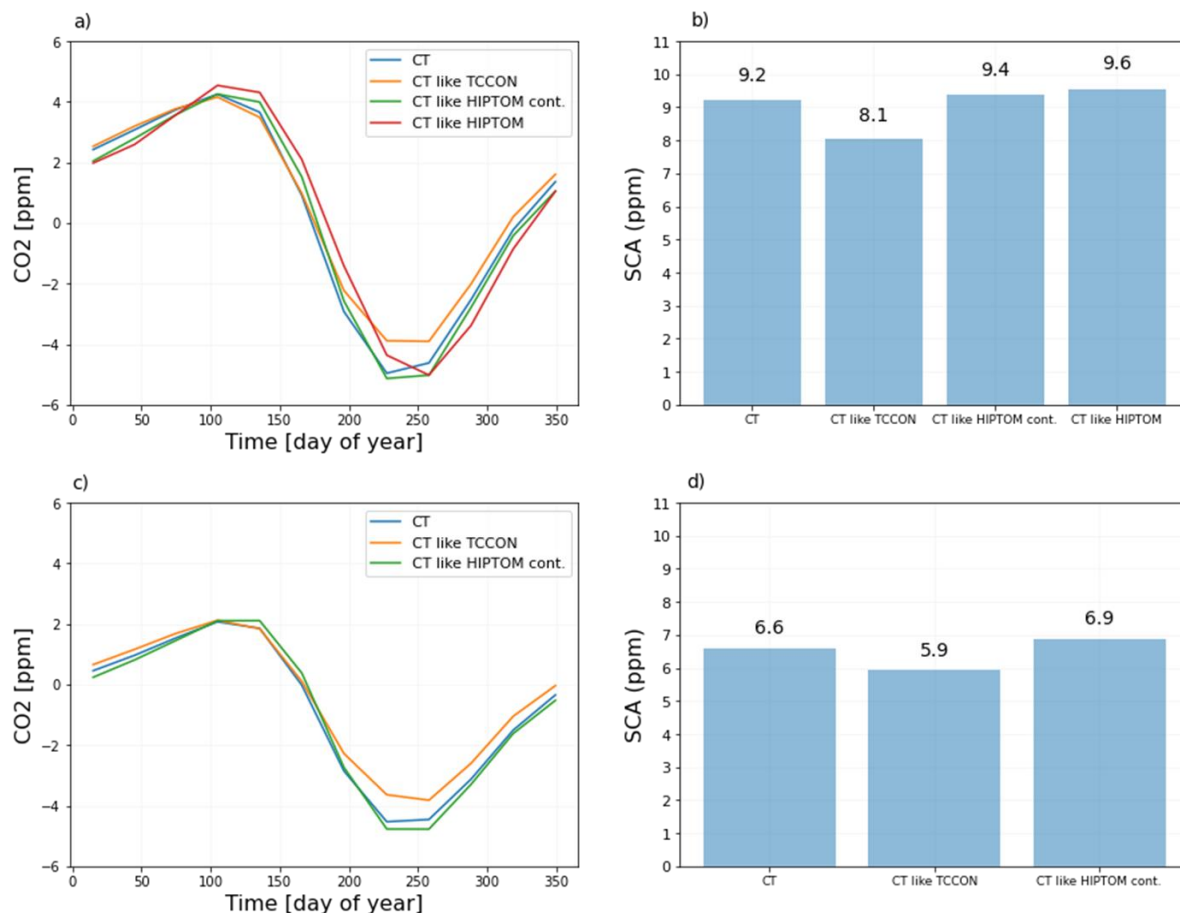 a)
CO2 [ppm]
6
4
2
0
−2
−4
−6
CT
CT like TCCON
CT like HIPTOM cont.
CT like HIPTOM
0 50 100 150 200 250 300 350
Time [day of year]
b)
SCA (ppm)
11
10
9
8
7
6
5
4
3
2
1
0
9.2 8.1 9.4 9.6
CT CT like TCCON CT like HIPTOM cont. CT like HIPTOM
c)
CO2 [ppm]
6
4
2
0
−2
−4
−6
CT
CT like TCCON
CT like HIPTOM cont.
0 50 100 150 200 250 300 350
Time [day of year]
d)
SCA (ppm)
11
10
9
8
7
6
5
4
3
2
1
0
6.6 5.9 6.9
CT CT like TCCON CT like HIPTOM cont.